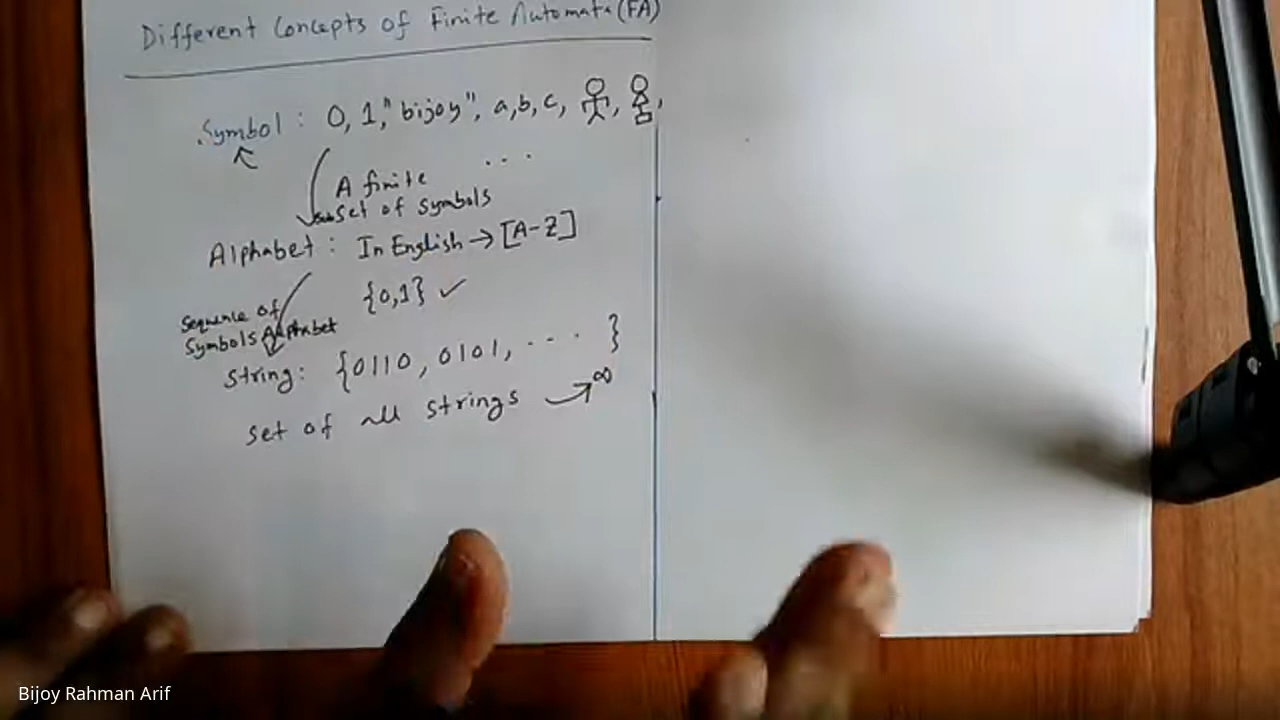 Different Concepts of Finite Automata (FA)
Symbol : 0, 1, "bijoy", a, b, c, , ,
. . .
A finite
set of symbols
Alphabet : In English → [A-Z]
{0,1} ✓
Sequence of
Symbols Alphabet
String: {0110, 0101, . . . }
set of all strings → ∞
Bijoy Rahman Arif